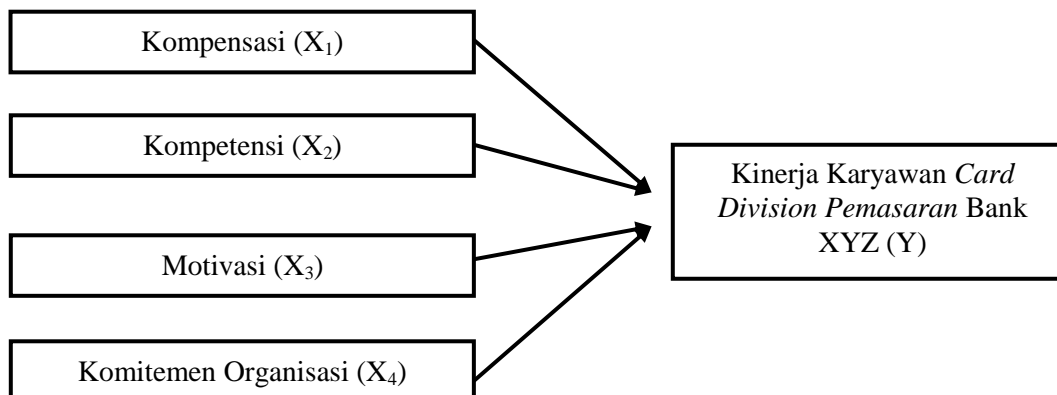 Kompensasi (X₁)
Kompetensi (X₂)
Motivasi (X₃)
Komitemen Organisasi (X₄)
Kinerja Karyawan Card
Division Pemasaran Bank
XYZ (Y)